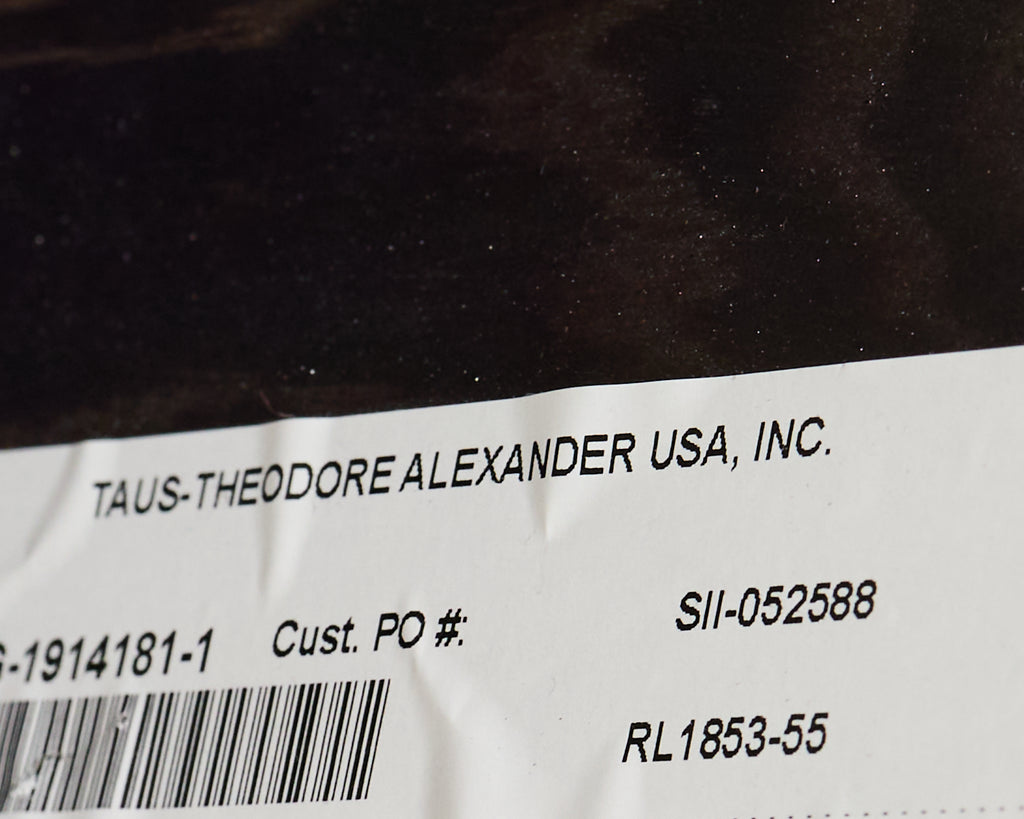 TAUS-THEODORE ALEXANDER USA, INC.
-1914181-1 Cust. PO #: SII-052588
RL1853-55